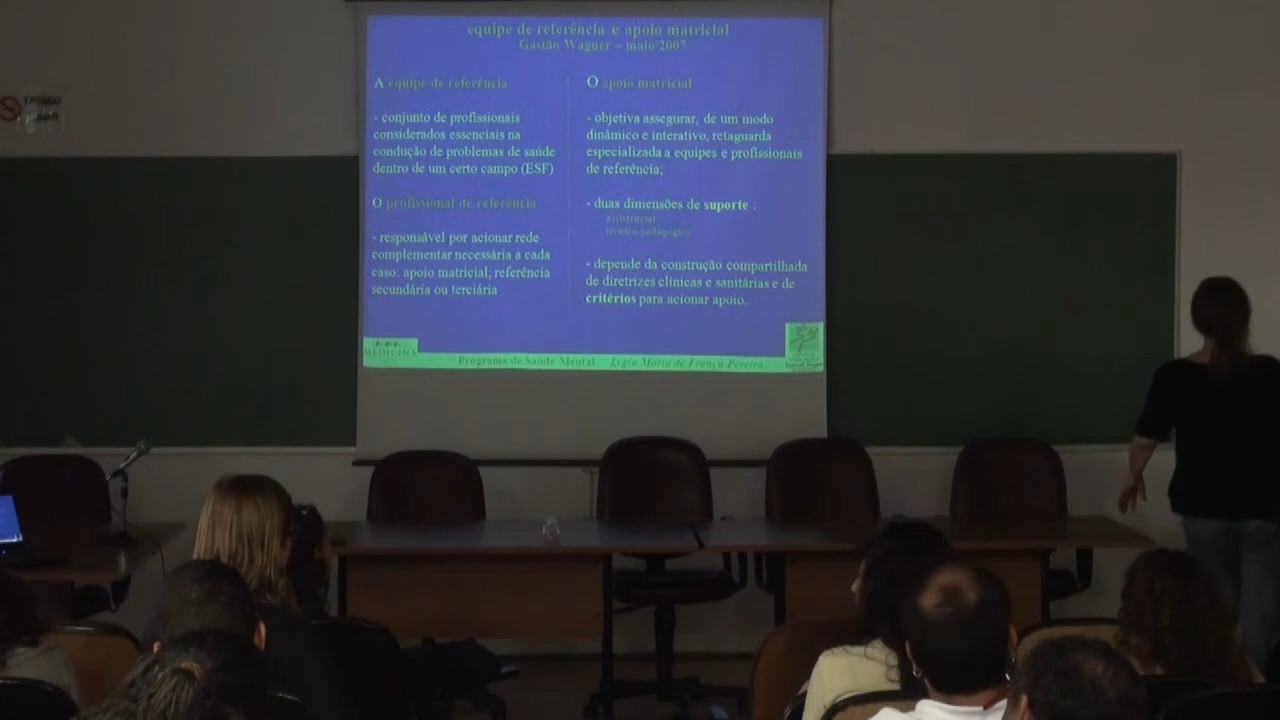 equipe de referência e apoio matricial
Gastão Wagner – maio/2007
A equipe de referência
- conjunto de profissionais
considerados essenciais na
condução de problemas de saúde
dentro de um certo campo (ESF)
O profissional de referência
- responsável por acionar rede
complementar necessária a cada
caso: apoio matricial; referência
secundária ou terciária
O apoio matricial
- objetiva assegurar, de um modo
dinâmico e interativo, retaguarda
especializada a equipes e profissionais
de referência;
- duas dimensões de suporte :
assistencial
técnico-pedagógico
- depende da construção compartilhada
de diretrizes clínicas e sanitárias e de
critérios para acionar apoio.
MEDICINA
Programa de Saúde Mental Lygia Maria de França Pereira